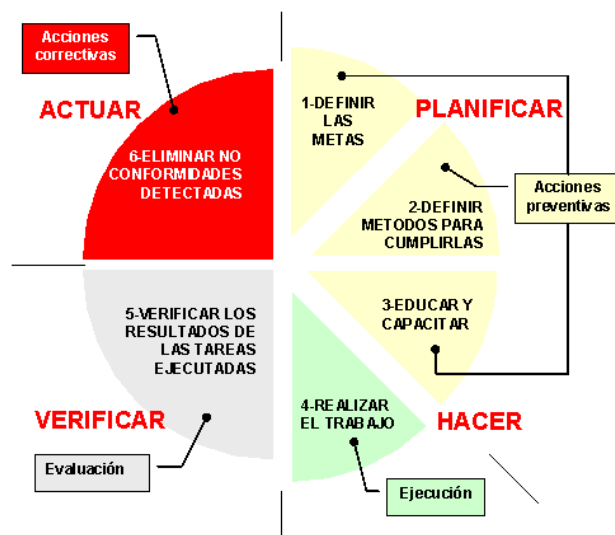 Acciones
correctivas
ACTUAR
6-ELIMINAR NO
CONFORMIDADES
DETECTADAS
1-DEFINIR
LAS
METAS
PLANIFICAR
2-DEFINIR
METODOS PARA
CUMPLIRLAS
Acciones
preventivas
3-EDUCAR Y
CAPACITAR
HACER
4-REALIZAR
EL TRABAJO
Ejecución
5-VERIFICAR LOS
RESULTADOS DE
LAS TAREAS
EJECUTADAS
VERIFICAR
Evaluación